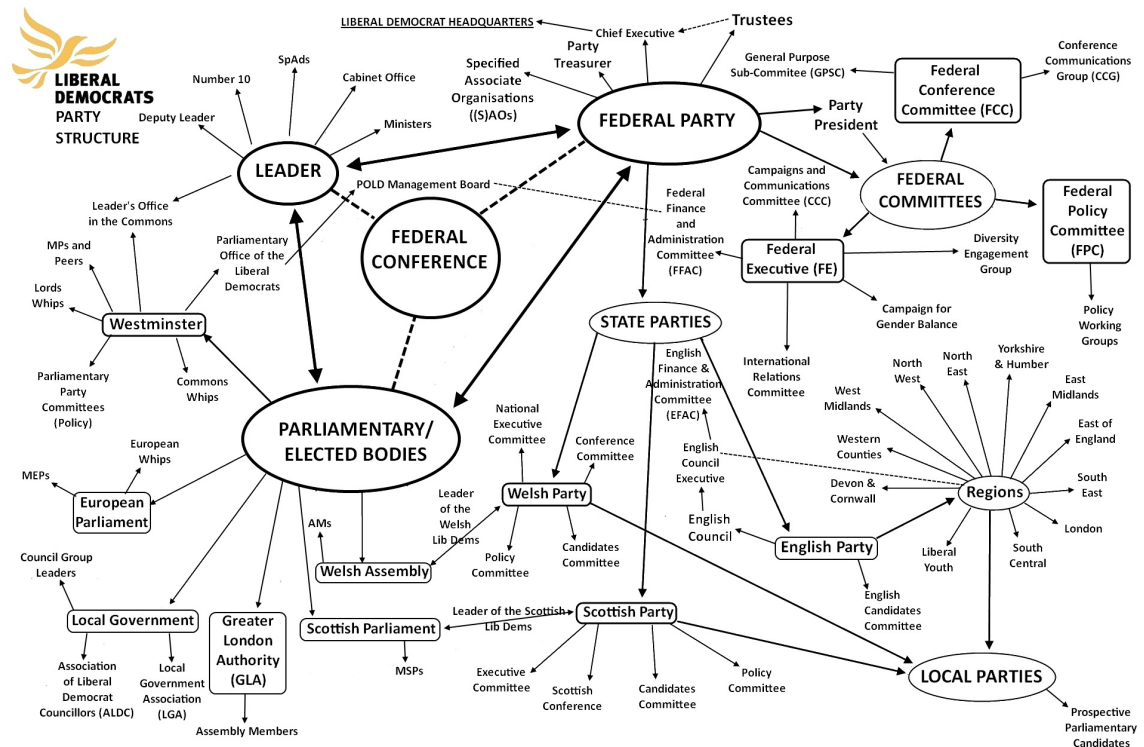 LIBERAL
DEMOCRATS
PARTY
STRUCTURE
LIBERAL DEMOCRAT HEADQUARTERS
Chief Executive
Trustees
Party
Treasurer
Specified
Associate
Organisations
((S)AOs)
FEDERAL PARTY
General Purpose
Sub-Commitee (GPSC)
Federal
Conference
Committee (FCC)
Conference
Communications
Group (CCG)
Party
President
Number 10
SpAds
Cabinet Office
Deputy Leader
Ministers
LEADER
POLD Management Board
Leader's Office
in the Commons
FEDERAL
CONFERENCE
Federal
Finance
and
Administration
Committee
(FFAC)
Campaigns and
Communications
Committee (CCC)
FEDERAL
COMMITTEES
Federal
Policy
Committee
(FPC)
Federal
Executive (FE)
Diversity
Engagement
Group
Campaign for
Gender Balance
International
Relations
Committee
Policy
Working
Groups
MPs and
Peers
Parliamentary
Office of the
Liberal
Democrats
Lords
Whips
Westminster
Parliamentary
Party
Committees
(Policy)
Commons
Whips
PARLIAMENTARY/
ELECTED BODIES
STATE PARTIES
English
Finance &
Administration
Committee
(EFAC)
National
Executive
Committee
Conference
Committee
Welsh Party
Policy
Committee
Candidates
Committee
English
Council
Executive
English
Council
English Party
English
Candidates
Committee
West
Midlands
North
West
North
East
Yorkshire
& Humber
East
Midlands
East of
England
Western
Counties
Devon &
Cornwall
Regions
South
East
London
South
Central
Liberal
Youth
European
Whips
MEPs
European
Parliament
AMs
Leader
of the
Welsh
Lib Dems
Welsh Assembly
Council Group
Leaders
Local Government
Association
of Liberal
Democrat
Councillors (ALDC)
Local
Government
Association
(LGA)
Greater
London
Authority
(GLA)
Assembly Members
Scottish Parliament
MSPs
Leader of the Scottish
Lib Dems
Scottish Party
Executive
Committee
Scottish
Conference
Candidates
Committee
Policy
Committee
LOCAL PARTIES
Prospective
Parliamentary
Candidates